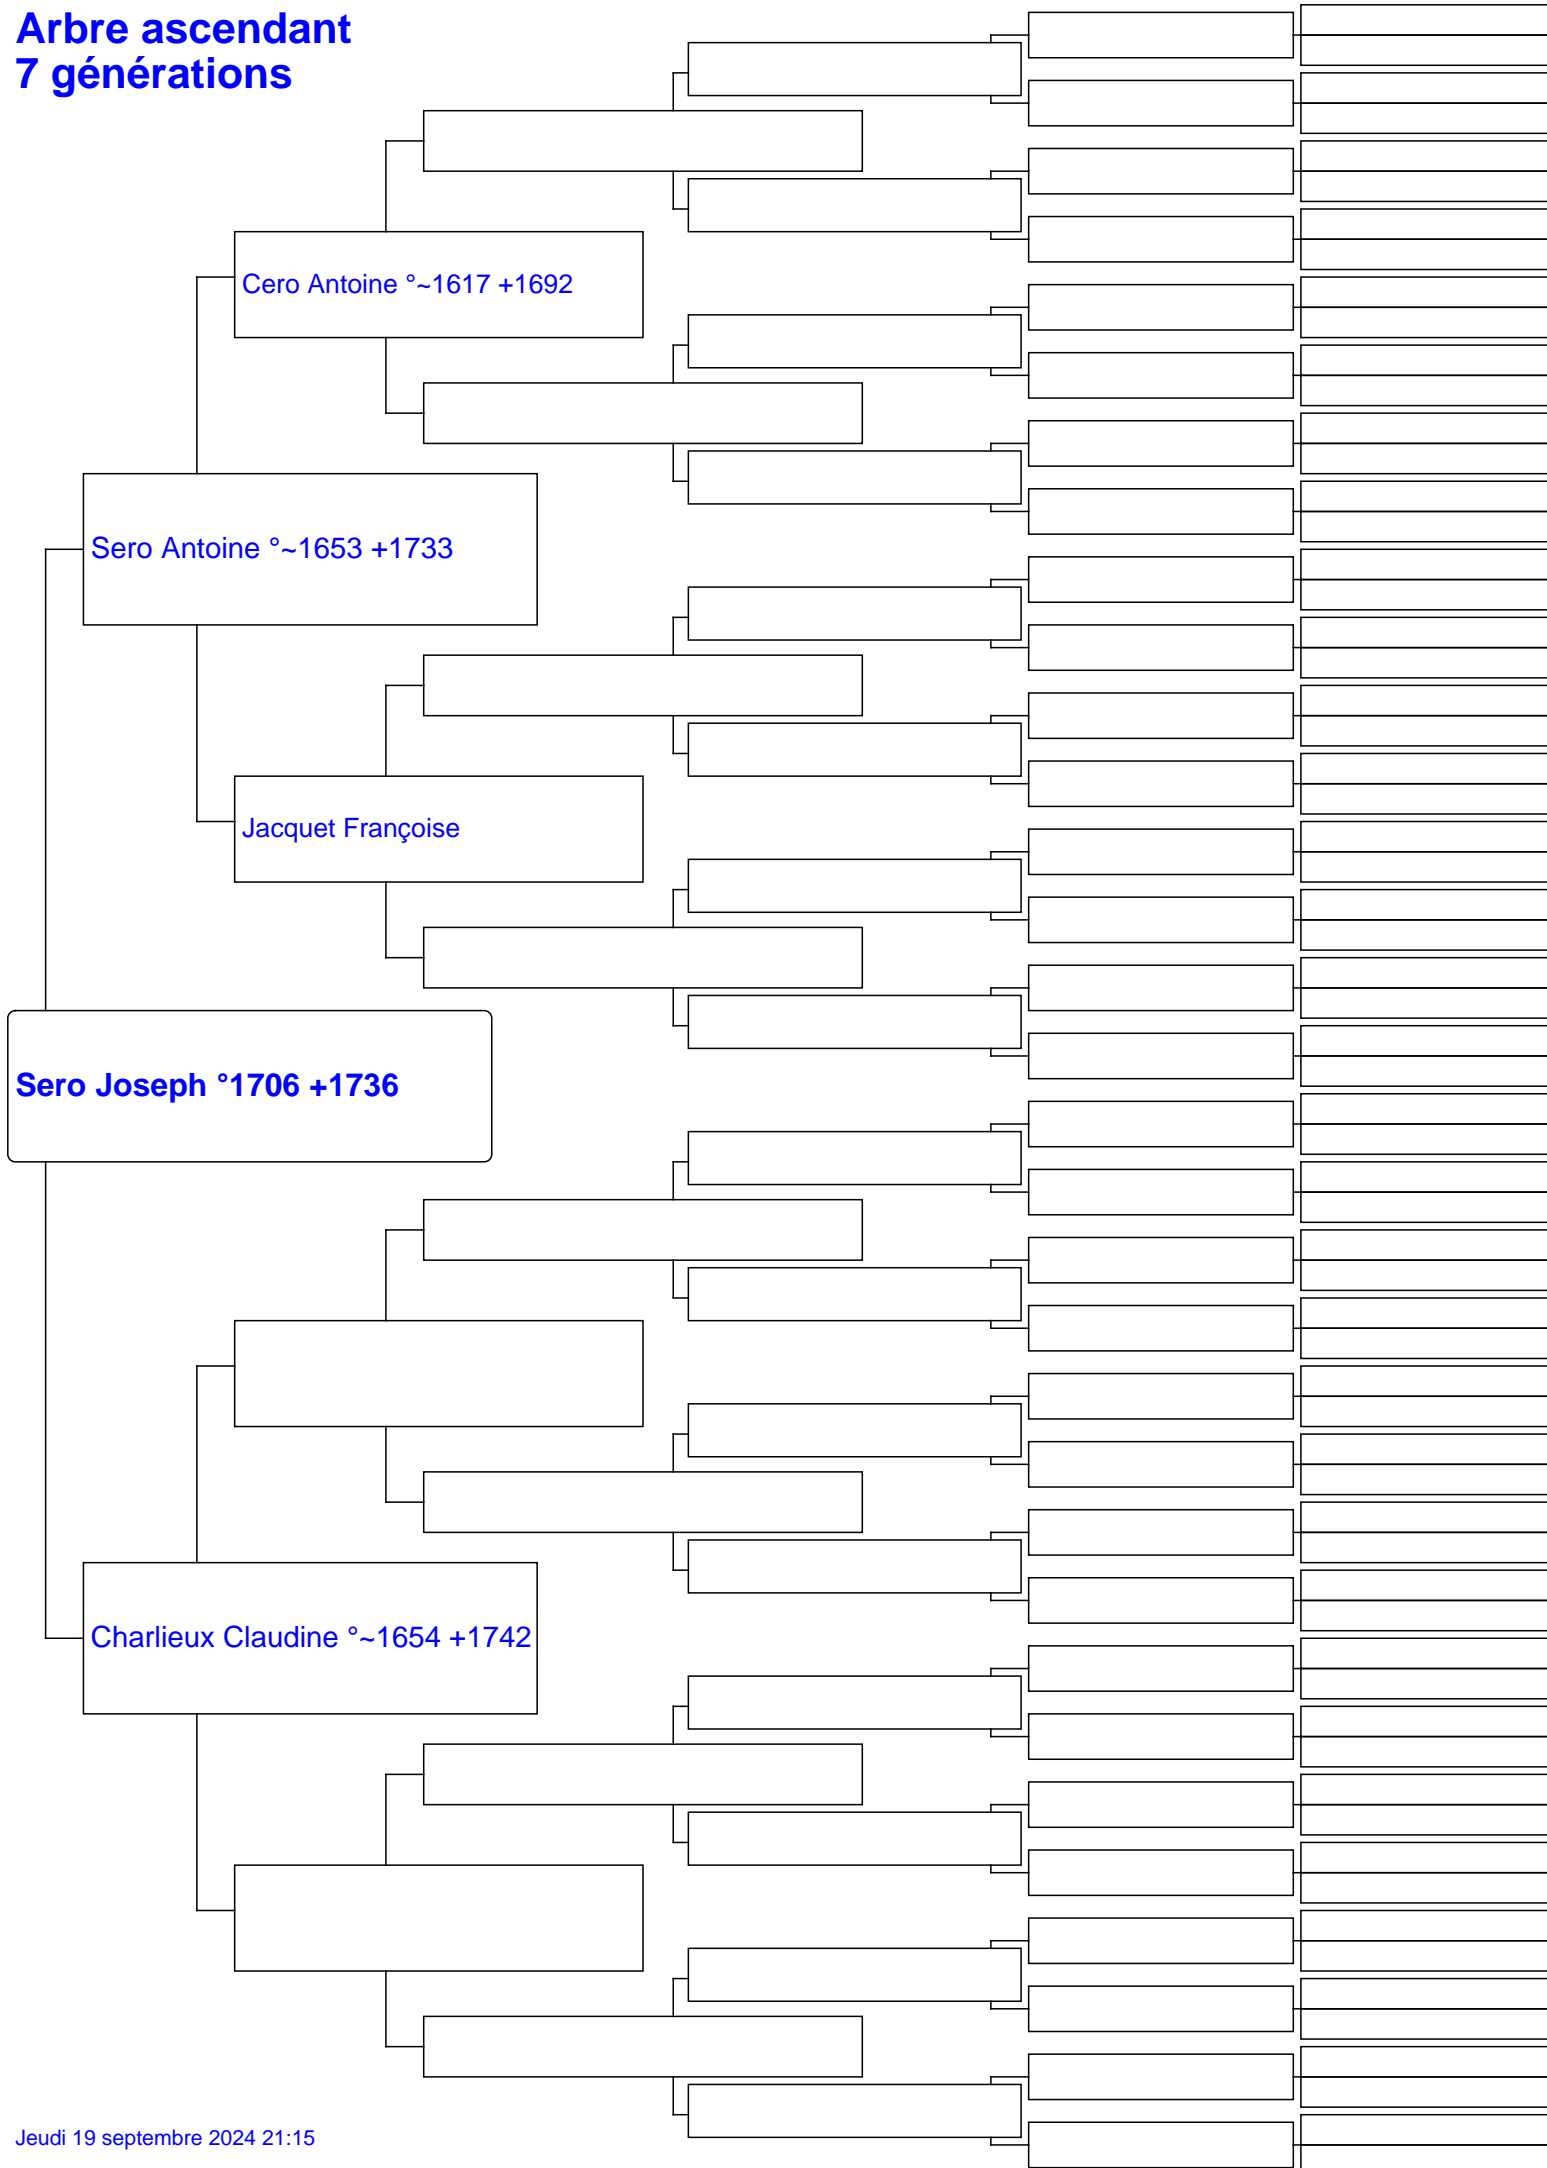 Arbre ascendant
7 générations
Cero Antoine °~1617 +1692
Sero Antoine °~1653 +1733
Jacquet Françoise
Sero Joseph °1706 +1736
Charlieux Claudine °~1654 +1742
Jeudi 19 septembre 2024 21:15